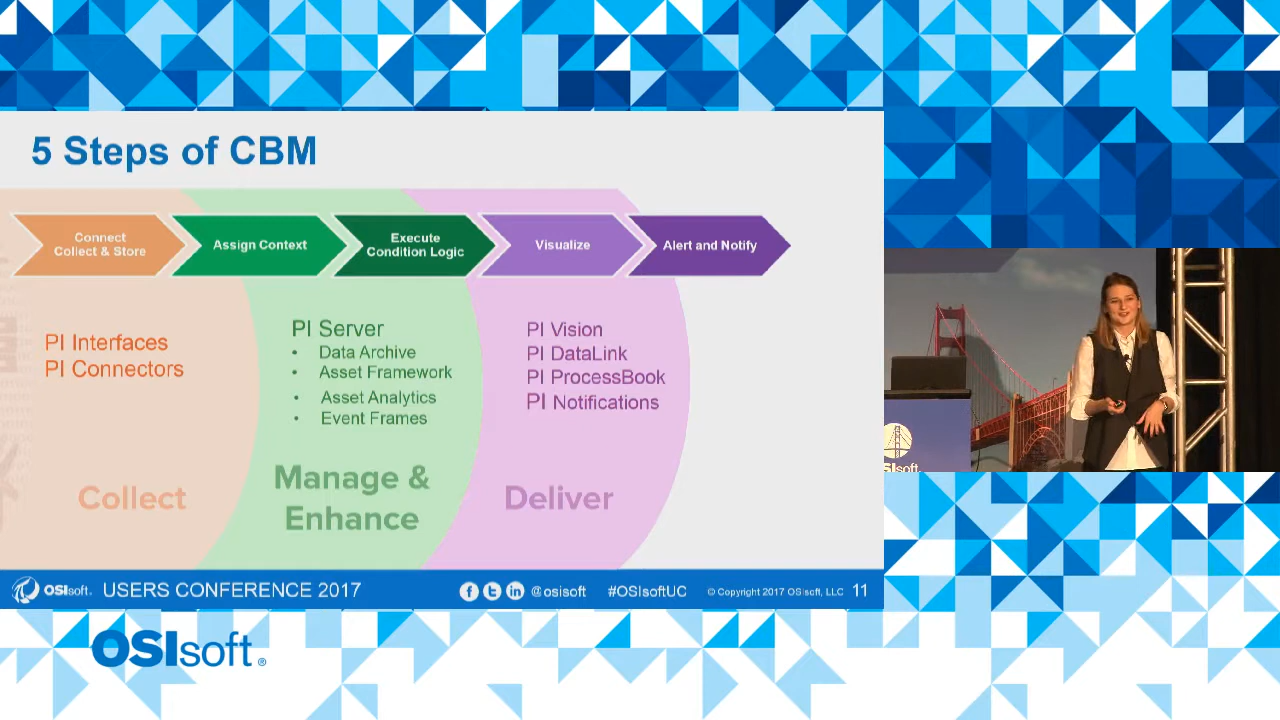 5 Steps of CBM
Connect
Collect & Store
Assign Context
Execute
Condition Logic
Visualize
Alert and Notify
PI Interfaces
PI Connectors
PI Server
• Data Archive
• Asset Framework
• Asset Analytics
• Event Frames
PI Vision
PI DataLink
PI ProcessBook
PI Notifications
Collect
Manage &
Enhance
Deliver
OSIsoft. USERS CONFERENCE 2017
@osisoft
#OSIsoftUC
© Copyright 2017 OSIsoft, LLC
11
OSIsoft
OSIsoft®